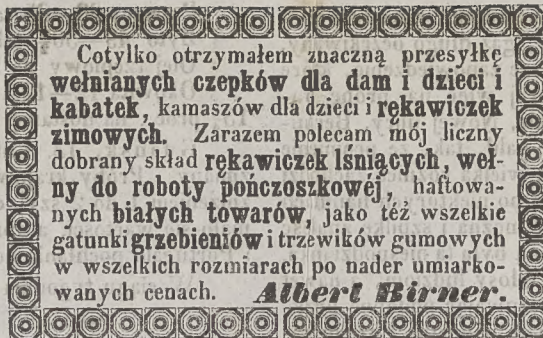 Cotylko otrzymałem znaczną przesyłkę
wełnianych czepków dla dam i dzieci i
kabatek, kamaszów dla dzieci i rękawiczek
zimowych. Zarazem polecam mój liczny
dobrany skład rękawiczek lśniących, weł-
ny do roboty pończoszkowéj, haftowa-
nych białych towarów, jako téż wszelkie
gatunki grzebieniów i trzewików gumowych
w wszelkich rozmiarach po nader umiarko-
wanych cenach. Albert Birner.